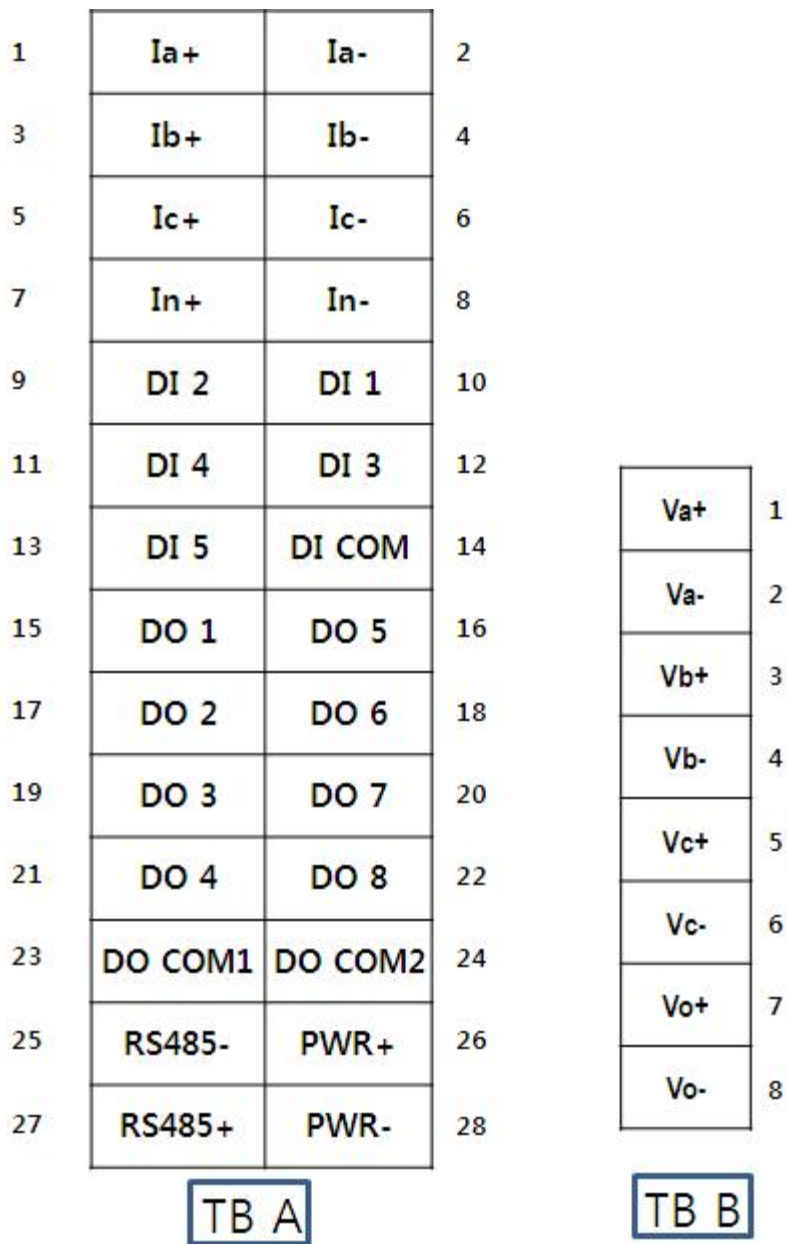 1 Ia+ Ia- 2
3 Ib+ Ib- 4
5 Ic+ Ic- 6
7 In+ In- 8
9 DI 2 DI 1 10
11 DI 4 DI 3 12
13 DI 5 DI COM 14
15 DO 1 DO 5 16
17 DO 2 DO 6 18
19 DO 3 DO 7 20
21 DO 4 DO 8 22
23 DO COM1 DO COM2 24
25 RS485- PWR+ 26
27 RS485+ PWR- 28
TB A
Va+ 1
Va- 2
Vb+ 3
Vb- 4
Vc+ 5
Vc- 6
Vo+ 7
Vo- 8
TB B